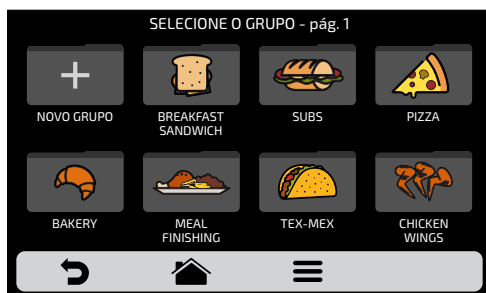 SELECIONE O GRUPO - pág. 1
NOVO GRUPO
BREAKFAST
SANDWICH
SUBS
PIZZA
BAKERY
MEAL
FINISHING
TEX-MEX
CHICKEN
WINGS